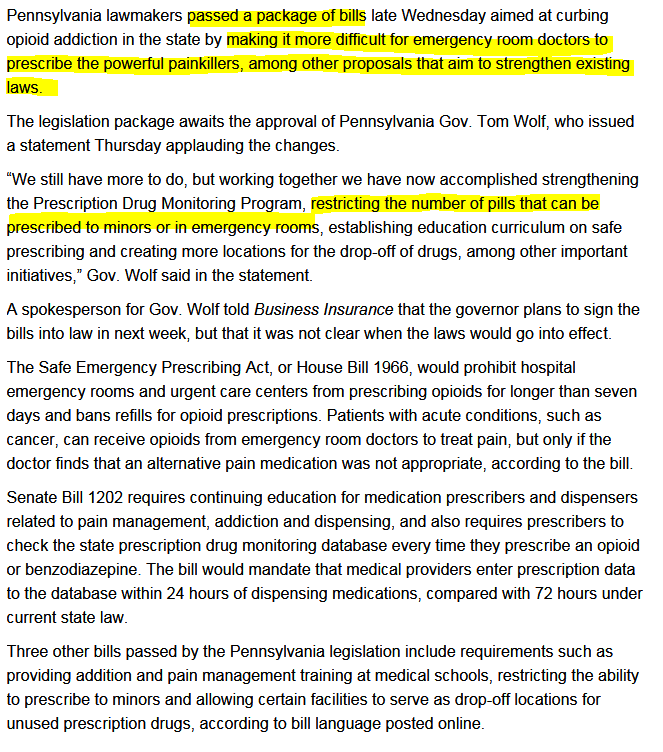 Pennsylvania lawmakers passed a package of bills late Wednesday aimed at curbing
opioid addiction in the state by making it more difficult for emergency room doctors to
prescribe the powerful painkillers, among other proposals that aim to strengthen existing
laws.
The legislation package awaits the approval of Pennsylvania Gov. Tom Wolf, who issued
a statement Thursday applauding the changes.
“We still have more to do, but working together we have now accomplished strengthening
the Prescription Drug Monitoring Program, restricting the number of pills that can be
prescribed to minors or in emergency rooms, establishing education curriculum on safe
prescribing and creating more locations for the drop-off of drugs, among other important
initiatives,” Gov. Wolf said in the statement.
A spokesperson for Gov. Wolf told Business Insurance that the governor plans to sign the
bills into law in next week, but that it was not clear when the laws would go into effect.
The Safe Emergency Prescribing Act, or House Bill 1966, would prohibit hospital
emergency rooms and urgent care centers from prescribing opioids for longer than seven
days and bans refills for opioid prescriptions. Patients with acute conditions, such as
cancer, can receive opioids from emergency room doctors to treat pain, but only if the
doctor finds that an alternative pain medication was not appropriate, according to the bill.
Senate Bill 1202 requires continuing education for medication prescribers and dispensers
related to pain management, addiction and dispensing, and also requires prescribers to
check the state prescription drug monitoring database every time they prescribe an opioid
or benzodiazepine. The bill would mandate that medical providers enter prescription data
to the database within 24 hours of dispensing medications, compared with 72 hours under
current state law.
Three other bills passed by the Pennsylvania legislation include requirements such as
providing addition and pain management training at medical schools, restricting the ability
to prescribe to minors and allowing certain facilities to serve as drop-off locations for
unused prescription drugs, according to bill language posted online.